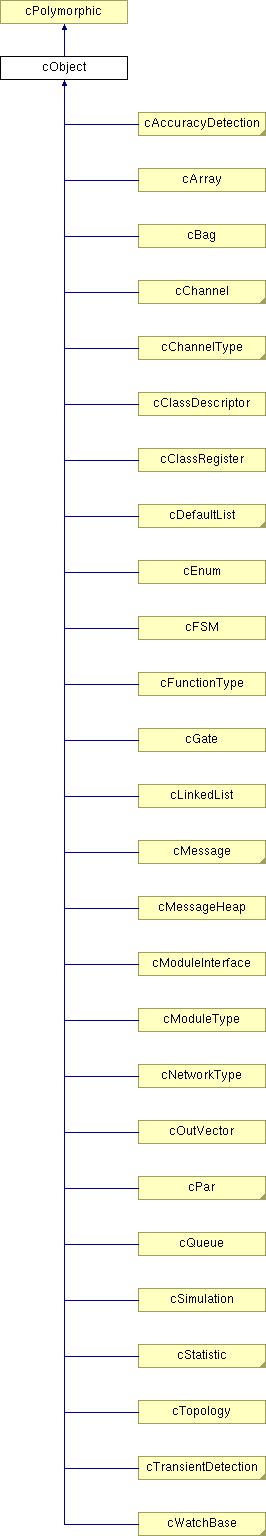 cPolymorphic
cObject
cAccuracyDetection
cArray
cBag
cChannel
cChannelType
cClassDescriptor
cClassRegister
cDefaultList
cEnum
cFSM
cFunctionType
cGate
cLinkedList
cMessage
cMessageHeap
cModuleInterface
cModuleType
cNetworkType
cOutVector
cPar
cQueue
cSimulation
cStatistic
cTopology
cTransientDetection
cWatchBase